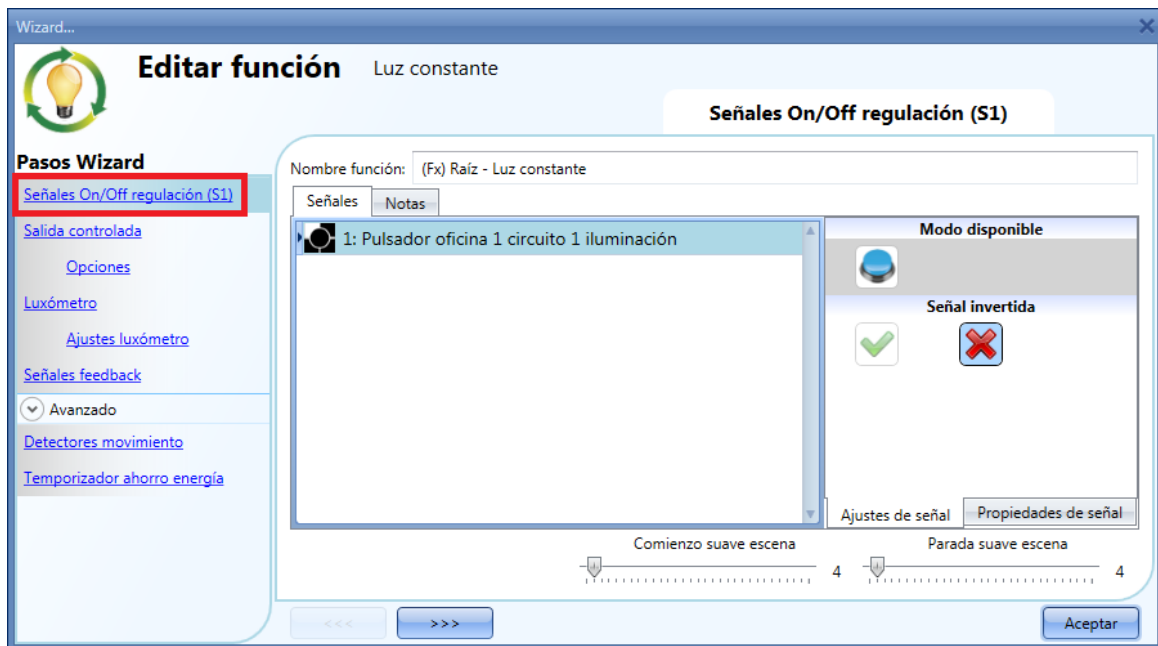 Wizard...
Editar función Luz constante
Señales On/Off regulación (S1)
Pasos Wizard
Señales On/Off regulación (S1)
Salida controlada
Opciones
Luxómetro
Ajustes luxómetro
Señales feedback
Avanzado
Detectores movimiento
Temporizador ahorro energía
Nombre función: (Fx) Raíz - Luz constante
Señales Notas
1: Pulsador oficina 1 circuito 1 iluminación
Modo disponible
Señal invertida
Ajustes de señal Propiedades de señal
Comienzo suave escena Parada suave escena
4 4
<<< >>> Aceptar